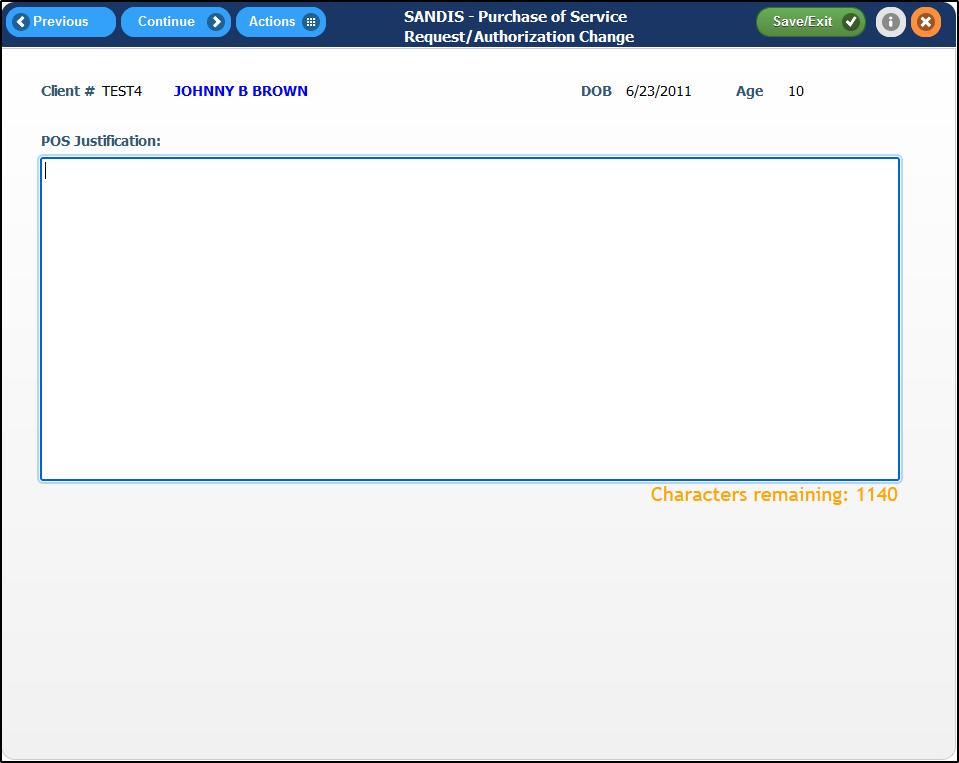 Previous Continue Actions
SANDIS - Purchase of Service
Request/Authorization Change
Save/Exit
Client # TEST4 JOHNNY B BROWN DOB 6/23/2011 Age 10
POS Justification:
Characters remaining: 1140